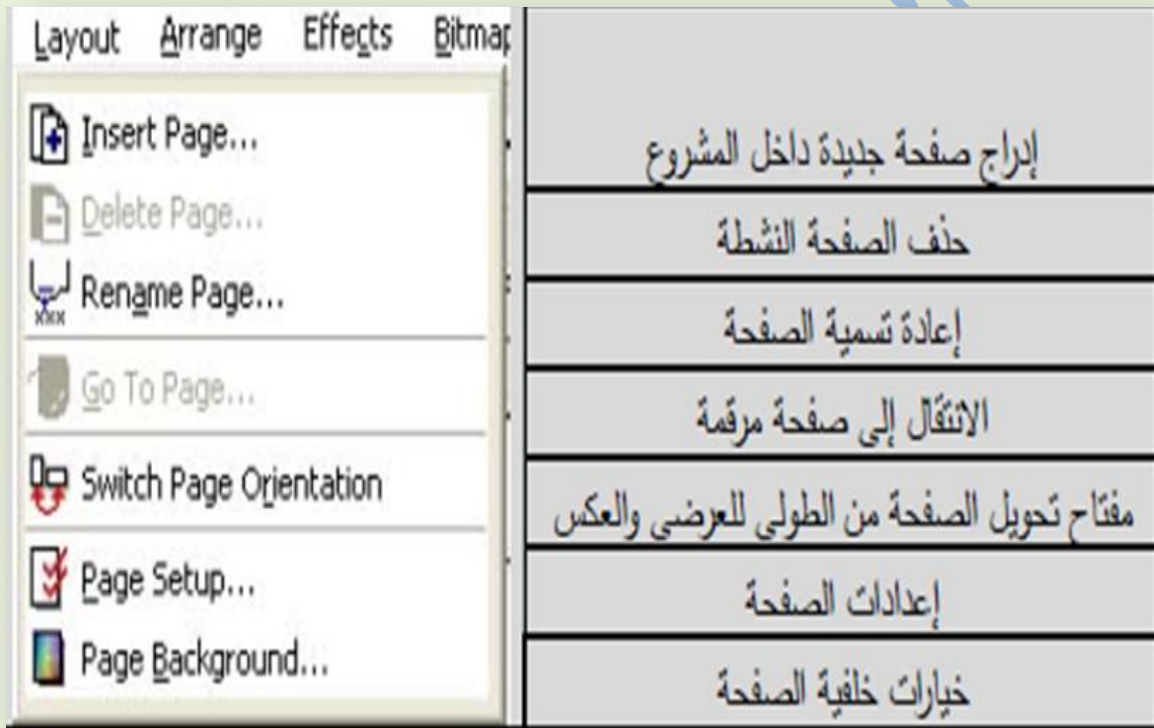 Layout Arrange Effects Bitmap
Insert Page...
Delete Page...
Rename Page...
Go To Page...
Switch Page Orientation
Page Setup...
Page Background...
إدراج صفحة جديدة داخل المشروع
حذف الصفحة النشطة
إعادة تسمية الصفحة
الانتقال إلى صفحة مرقمة
مفتاح تحويل الصفحة من الطولى للعرضى والعكس
إعدادات الصفحة
خيارات خلفية الصفحة